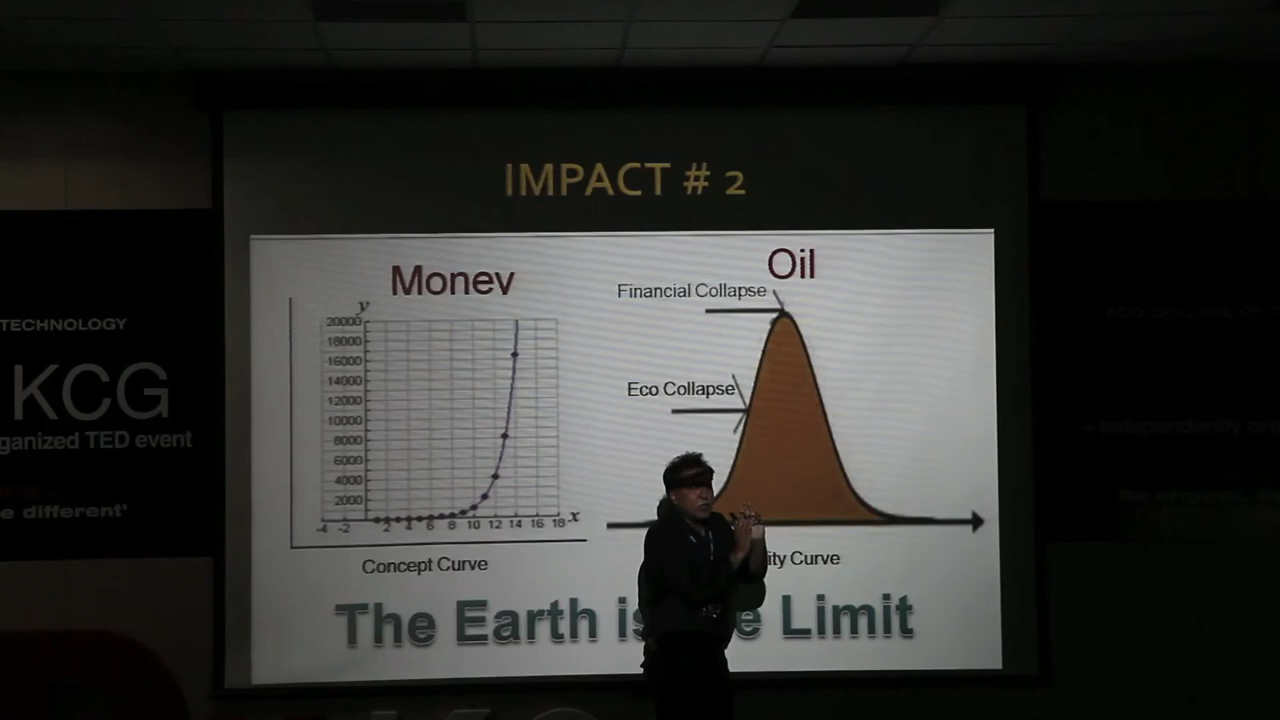 IMPACT # 2
Money
Oil
Financial Collapse
Eco Collapse
y
20000
18000
16000
14000
12000
10000
8000
6000
4000
2000
-4 -2 2 4 6 8 10 12 14 16 18 x
Concept Curve
ity Curve
The Earth is e Limit
TECHNOLOGY
KCG
ganized TED event
e different'
- independently